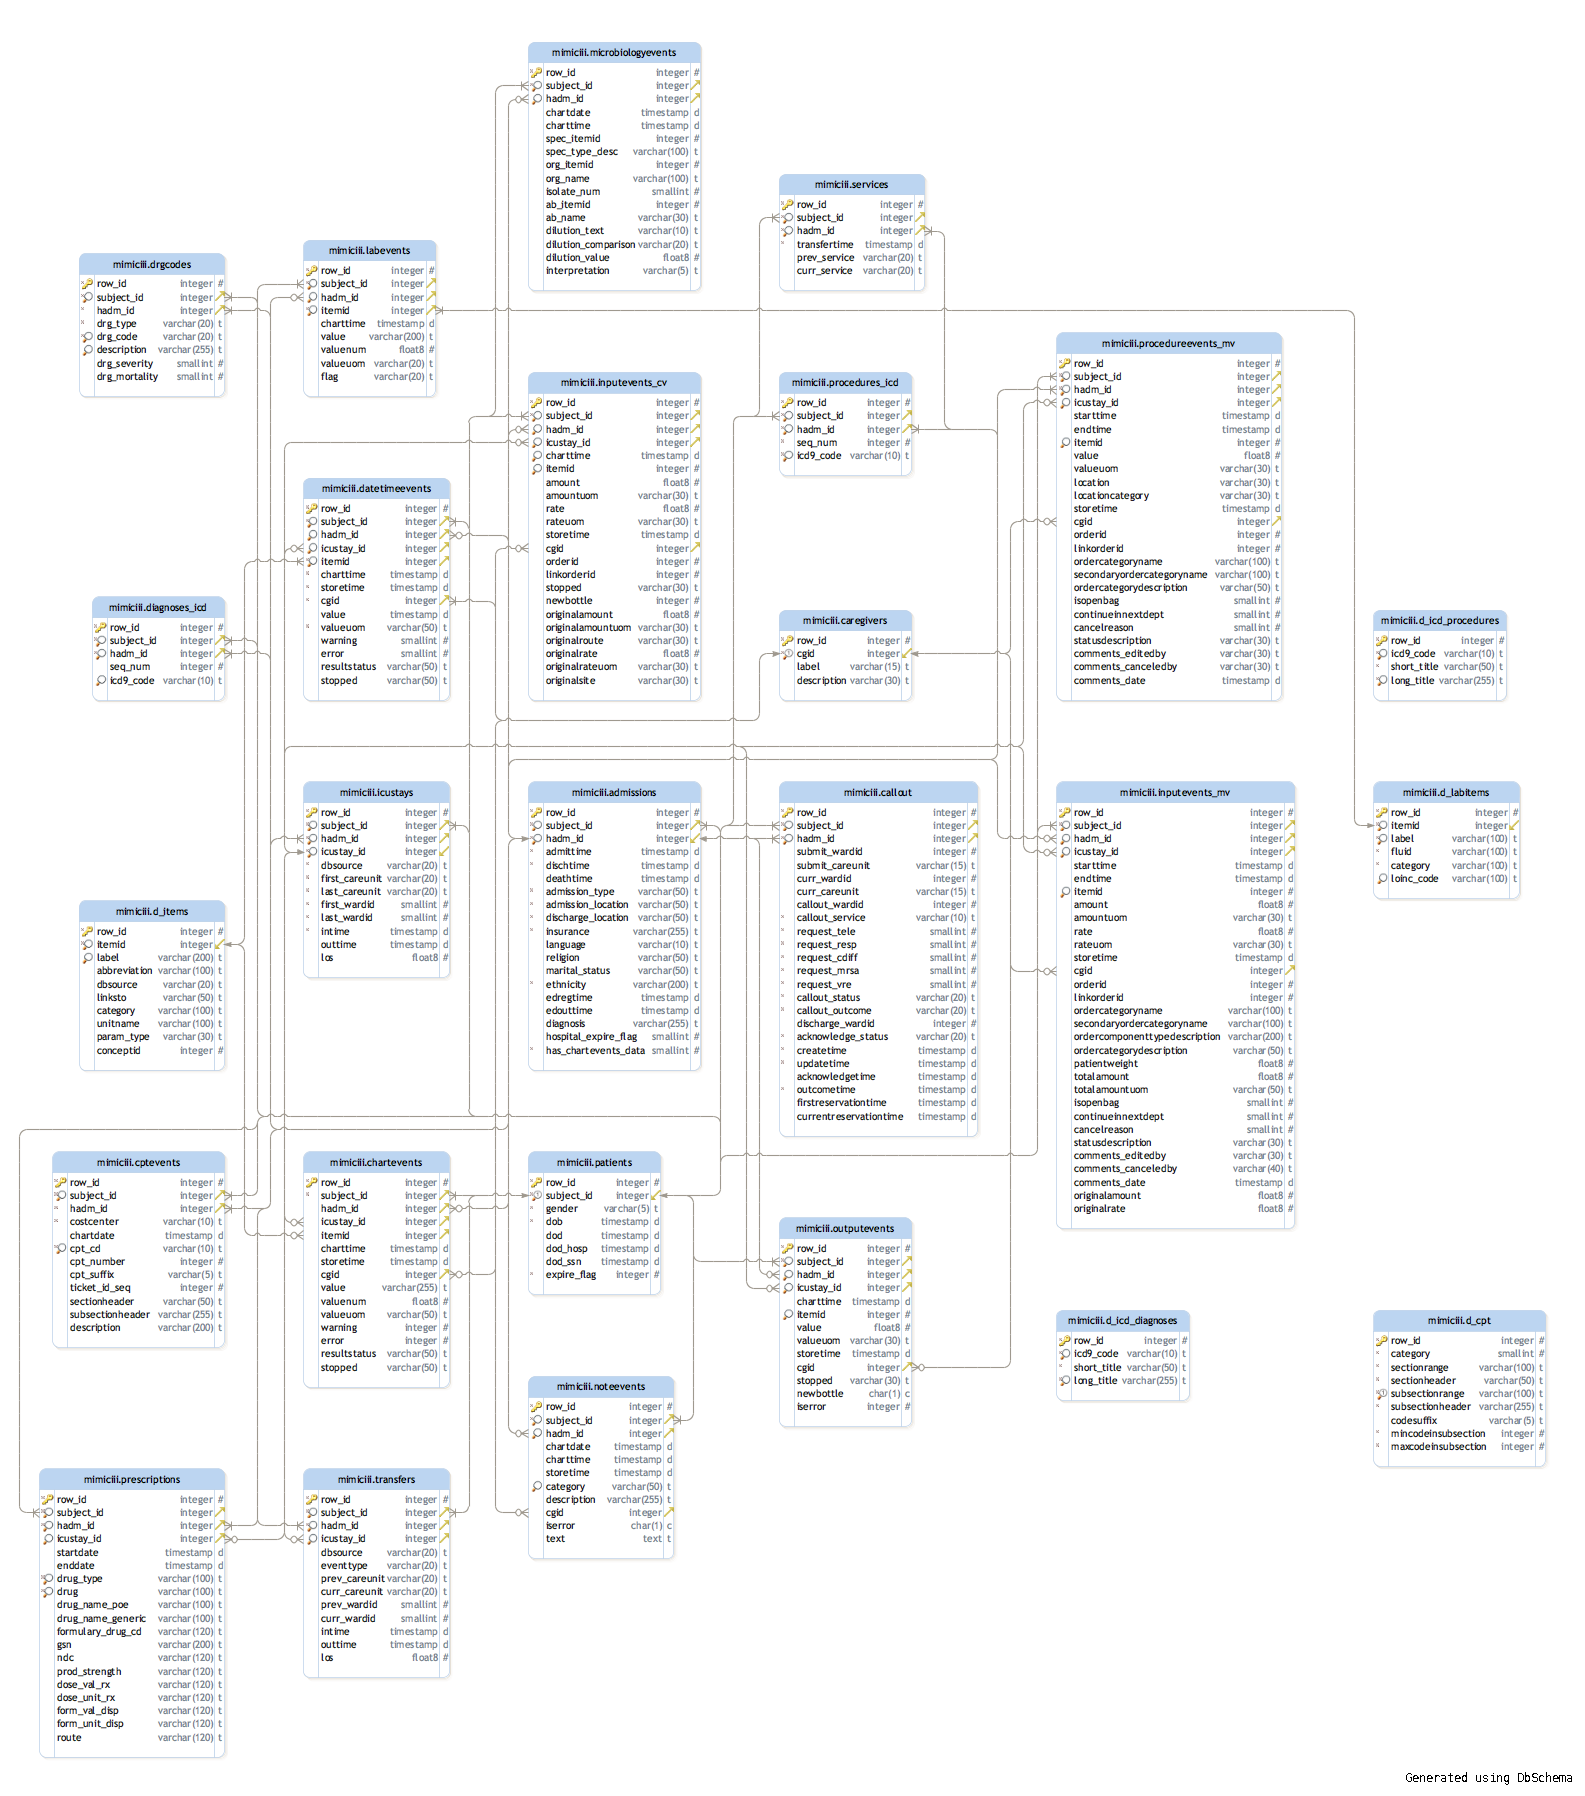 mimiciii.microbiologyevents
row_id integer #
subject_id integer
hadm_id integer
chartdate timestamp d
charttime timestamp d
spec_itemid integer #
spec_type_desc varchar(100) t
org_itemid integer #
org_name varchar(100) t
isolate_num smallint #
ab_itemid integer #
ab_name varchar(30) t
dilution_text varchar(10) t
dilution_comparison varchar(20) t
dilution_value float8 #
interpretation varchar(5) t
mimiciii.services
row_id integer #
subject_id integer
hadm_id integer
transfertime timestamp d
prev_service varchar(20) t
curr_service varchar(20) t
mimiciii.drgcodes
row_id integer #
subject_id integer
hadm_id integer
drg_type varchar(20) t
drg_code varchar(20) t
description varchar(255) t
drg_severity smallint #
drg_mortality smallint #
mimiciii.labevents
row_id integer #
subject_id integer
hadm_id integer
itemid integer
charttime timestamp d
value varchar(200) t
valuenum float8 #
valueuom varchar(20) t
flag varchar(20) t
mimiciii.inputevents_cv
row_id integer #
subject_id integer
hadm_id integer
icustay_id integer
charttime timestamp d
itemid integer #
amount float8 #
amountuom varchar(30) t
rate float8 #
rateuom varchar(30) t
storetime timestamp d
cgid integer
orderid integer #
linkorderid integer #
stopped varchar(30) t
newbottle integer #
originalamount float8 #
originalamountuom varchar(30) t
originalroute varchar(30) t
originalrate float8 #
originalrateuom varchar(30) t
originalsite varchar(30) t
mimiciii.procedures_icd
row_id integer #
subject_id integer
hadm_id integer
seq_num integer #
icd9_code varchar(10) t
mimiciii.procedureevents_mv
row_id integer #
subject_id integer
hadm_id integer
icustay_id integer
starttime timestamp d
endtime timestamp d
itemid integer #
value float8 #
valueuom varchar(30) t
location varchar(30) t
locationcategory varchar(30) t
storetime timestamp d
cgid integer
orderid integer #
linkorderid integer #
ordercategoryname varchar(100) t
secondaryordercategoryname varchar(100) t
ordercategorydescription varchar(50) t
isopenbag smallint #
continueinnextdept smallint #
cancelreason smallint #
statusdescription varchar(30) t
comments_editedby varchar(30) t
comments_canceledby varchar(30) t
comments_date timestamp d
mimiciii.datetimeevents
row_id integer #
subject_id integer
hadm_id integer
icustay_id integer
itemid integer
charttime timestamp d
storetime timestamp d
cgid integer
value timestamp d
valueuom varchar(50) t
warning smallint #
error smallint #
resultstatus varchar(50) t
stopped varchar(50) t
mimiciii.diagnoses_icd
row_id integer #
subject_id integer
hadm_id integer
seq_num integer #
icd9_code varchar(10) t
mimiciii.caregivers
row_id integer #
cgid integer
label varchar(15) t
description varchar(30) t
mimiciii.d_icd_procedures
row_id integer #
icd9_code varchar(10) t
short_title varchar(50) t
long_title varchar(255) t
mimiciii.icustays
row_id integer #
subject_id integer
hadm_id integer
icustay_id integer
dbsource varchar(20) t
first_careunit varchar(20) t
last_careunit varchar(20) t
first_wardid smallint #
last_wardid smallint #
intime timestamp d
outtime timestamp d
los float8 #
mimiciii.admissions
row_id integer #
subject_id integer
hadm_id integer
admittime timestamp d
dischtime timestamp d
deathtime timestamp d
admission_type varchar(50) t
admission_location varchar(50) t
discharge_location varchar(50) t
insurance varchar(255) t
language varchar(10) t
religion varchar(50) t
marital_status varchar(50) t
ethnicity varchar(200) t
edregtime timestamp d
edouttime timestamp d
diagnosis varchar(255) t
hospital_expire_flag smallint #
has_chartevents_data smallint #
mimiciii.callout
row_id integer #
subject_id integer
hadm_id integer
submit_wardid integer #
submit_careunit varchar(15) t
curr_wardid integer #
curr_careunit varchar(15) t
callout_wardid integer #
callout_service varchar(10) t
request_tele smallint #
request_resp smallint #
request_cdiff smallint #
request_mrsa smallint #
request_vre smallint #
callout_status varchar(20) t
callout_outcome varchar(20) t
discharge_wardid integer #
acknowledge_status varchar(20) t
createtime timestamp d
updatetime timestamp d
acknowledgetime timestamp d
outcometime timestamp d
firstreservationtime timestamp d
currentreservationtime timestamp d
mimiciii.inputevents_mv
row_id integer #
subject_id integer
hadm_id integer
icustay_id integer
starttime timestamp d
endtime timestamp d
itemid integer #
amount float8 #
amountuom varchar(30) t
rate float8 #
rateuom varchar(30) t
storetime timestamp d
cgid integer
orderid integer #
linkorderid integer #
ordercategoryname varchar(100) t
secondaryordercategoryname varchar(100) t
ordercomponenttypedescription varchar(200) t
ordercategorydescription varchar(50) t
patientweight float8 #
totalamount float8 #
totalamountuom varchar(50) t
isopenbag smallint #
continueinnextdept smallint #
cancelreason smallint #
statusdescription varchar(30) t
comments_editedby varchar(30) t
comments_canceledby varchar(40) t
comments_date timestamp d
originalamount float8 #
originalrate float8 #
mimiciii.d_labitems
row_id integer #
itemid integer
label varchar(100) t
fluid varchar(100) t
category varchar(100) t
loinc_code varchar(100) t
mimiciii.d_items
row_id integer #
itemid integer
label varchar(200) t
abbreviation varchar(100) t
dbsource varchar(20) t
linksto varchar(50) t
category varchar(100) t
unitname varchar(100) t
param_type varchar(30) t
conceptid integer #
mimiciii.cptevents
row_id integer #
subject_id integer
hadm_id integer
costcenter varchar(10) t
chartdate timestamp d
cpt_cd varchar(10) t
cpt_number integer #
cpt_suffix varchar(5) t
ticket_id_seq integer #
sectionheader varchar(50) t
subsectionheader varchar(255) t
description varchar(200) t
mimiciii.chartevents
row_id integer #
subject_id integer
hadm_id integer
icustay_id integer
itemid integer
charttime timestamp d
storetime timestamp d
cgid integer
value varchar(255) t
valuenum float8 #
valueuom varchar(50) t
warning integer #
error integer #
resultstatus varchar(50) t
stopped varchar(50) t
mimiciii.patients
row_id integer #
subject_id integer
gender varchar(5) t
dob timestamp d
dod timestamp d
dod_hosp timestamp d
dod_ssn timestamp d
expire_flag integer #
mimiciii.outputevents
row_id integer #
subject_id integer
hadm_id integer
icustay_id integer
charttime timestamp d
itemid integer #
value float8 #
valueuom varchar(30) t
storetime timestamp d
cgid integer
stopped varchar(30) t
newbottle char(1) c
iserror integer #
mimiciii.d_icd_diagnoses
row_id integer #
icd9_code varchar(10) t
short_title varchar(50) t
long_title varchar(255) t
mimiciii.d_cpt
row_id integer #
category smallint #
sectionrange varchar(100) t
sectionheader varchar(50) t
subsectionrange varchar(100) t
subsectionheader varchar(255) t
codesuffix varchar(5) t
mincodeinsubsection integer #
maxcodeinsubsection integer #
mimiciii.noteevents
row_id integer #
subject_id integer
hadm_id integer
chartdate timestamp d
charttime timestamp d
storetime timestamp d
category varchar(50) t
description varchar(255) t
cgid integer
iserror char(1) c
text text t
mimiciii.prescriptions
row_id integer #
subject_id integer
hadm_id integer
icustay_id integer
startdate timestamp d
enddate timestamp d
drug_type varchar(100) t
drug varchar(100) t
drug_name_poe varchar(100) t
drug_name_generic varchar(100) t
formulary_drug_cd varchar(120) t
gsn varchar(200) t
ndc varchar(120) t
prod_strength varchar(120) t
dose_val_rx varchar(120) t
dose_unit_rx varchar(120) t
form_val_disp varchar(120) t
form_unit_disp varchar(120) t
route varchar(120) t
mimiciii.transfers
row_id integer #
subject_id integer
hadm_id integer
icustay_id integer
dbsource varchar(20) t
eventtype varchar(20) t
prev_careunit varchar(20) t
curr_careunit varchar(20) t
prev_wardid smallint #
curr_wardid smallint #
intime timestamp d
outtime timestamp d
los float8 #
Generated using DbSchema